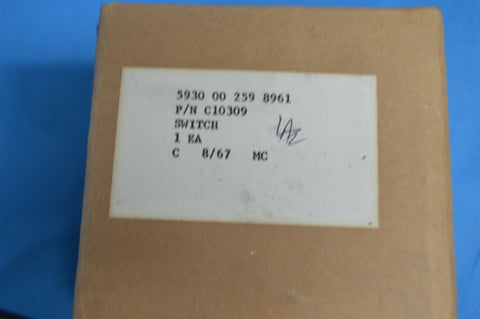 5930 00 259 8961
P/N C10309
SWITCH
1 EA
C 8/67 MC